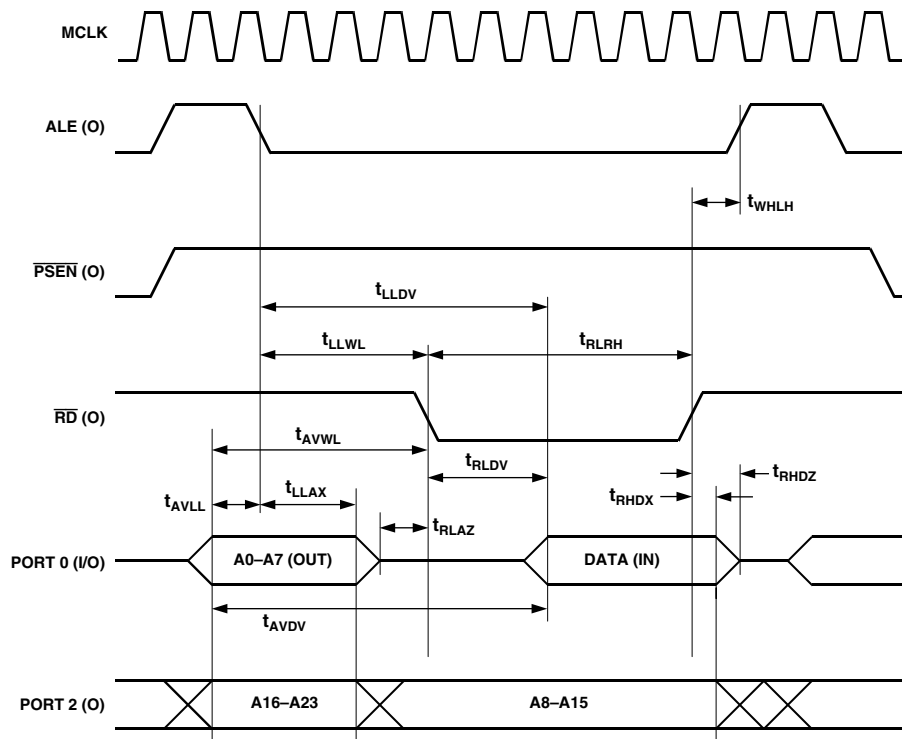 MCLK
ALE (O)
tWHLH
PSEN (O)
tLLDV
tLLWL
tRLRH
RD (O)
tAVWL
tRLDV
tRHDZ
tAVLL
tLLAX
tRHDX
tRLAZ
PORT 0 (I/O)
A0–A7 (OUT)
DATA (IN)
tAVDV
PORT 2 (O)
A16–A23
A8–A15